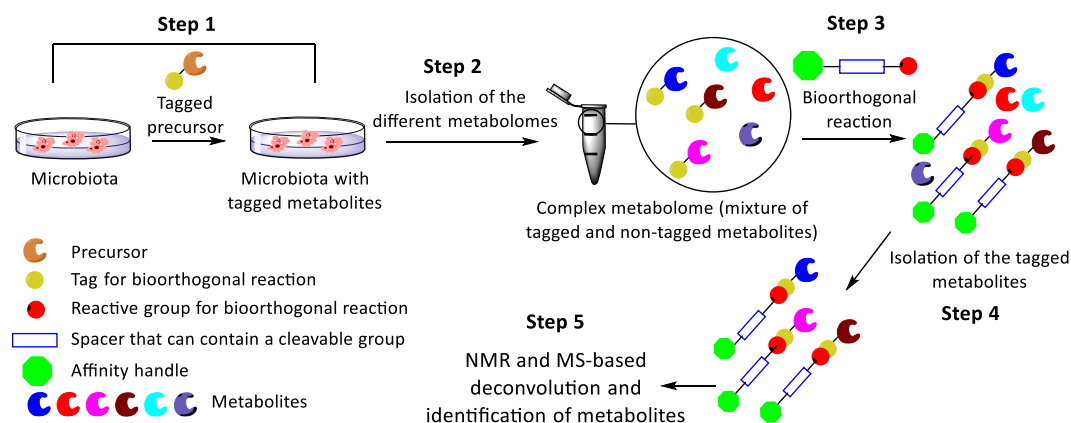 Step 1
Tagged
precursor
Microbiota
Microbiota with
tagged metabolites
Step 2
Isolation of the
different metabolomes
Complex metabolome (mixture of
tagged and non-tagged metabolites)
Step 3
Bioorthogonal
reaction
Isolation of the tagged
metabolites
Step 4
Step 5
NMR and MS-based
deconvolution and
identification of metabolites
Precursor
Tag for bioorthogonal reaction
Reactive group for bioorthogonal reaction
Spacer that can contain a cleavable group
Affinity handle
Metabolites